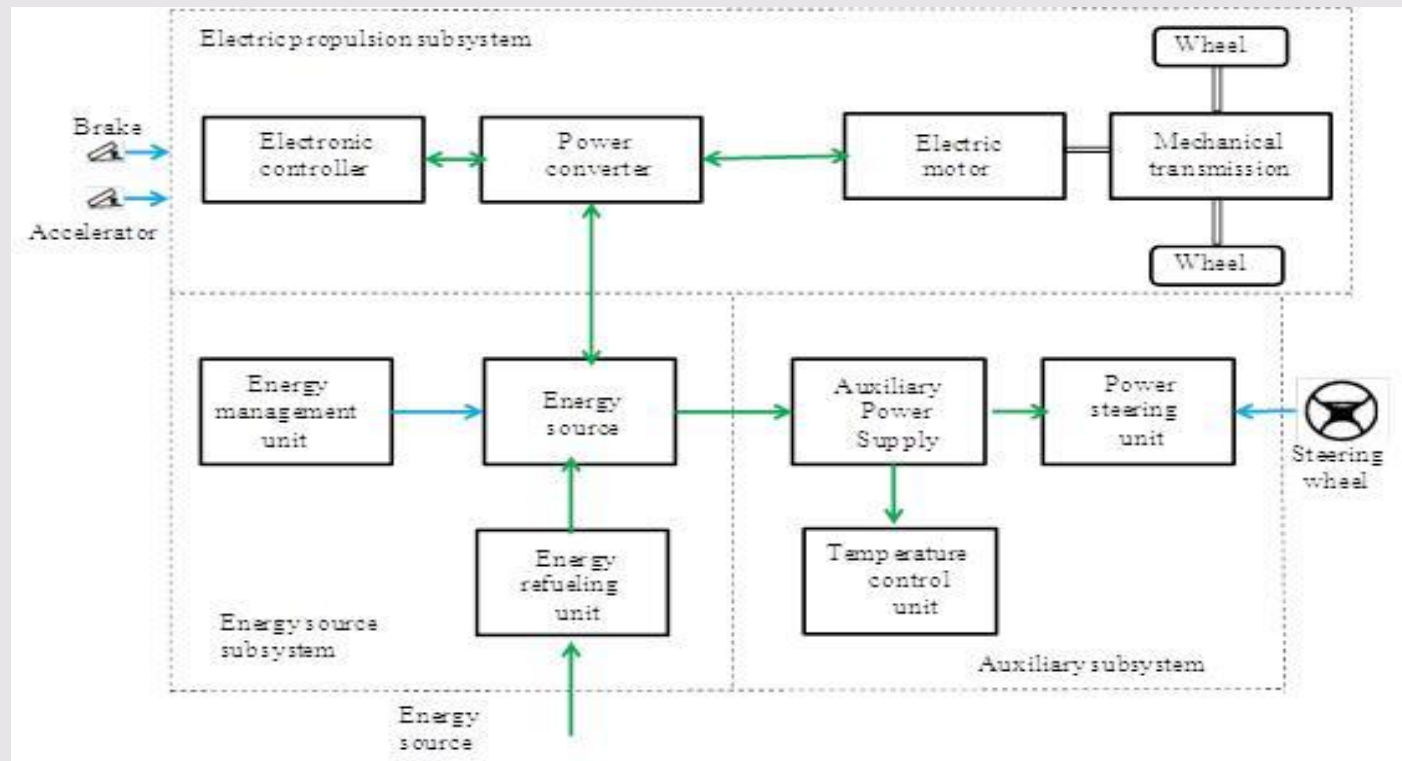 Electric propulsion subsystem
Wheel
Brake
Electronic
controller
Power
converter
Electric
motor
Mechanical
transmission
Accelerator
Wheel
Energy
management
unit
Energy
source
Auxiliary
Power
Supply
Power
steering
unit
Steering
wheel
Energy
refueling
unit
Temperature
control
unit
Energy source
subsystem
Auxiliary subsystem
Energy
source